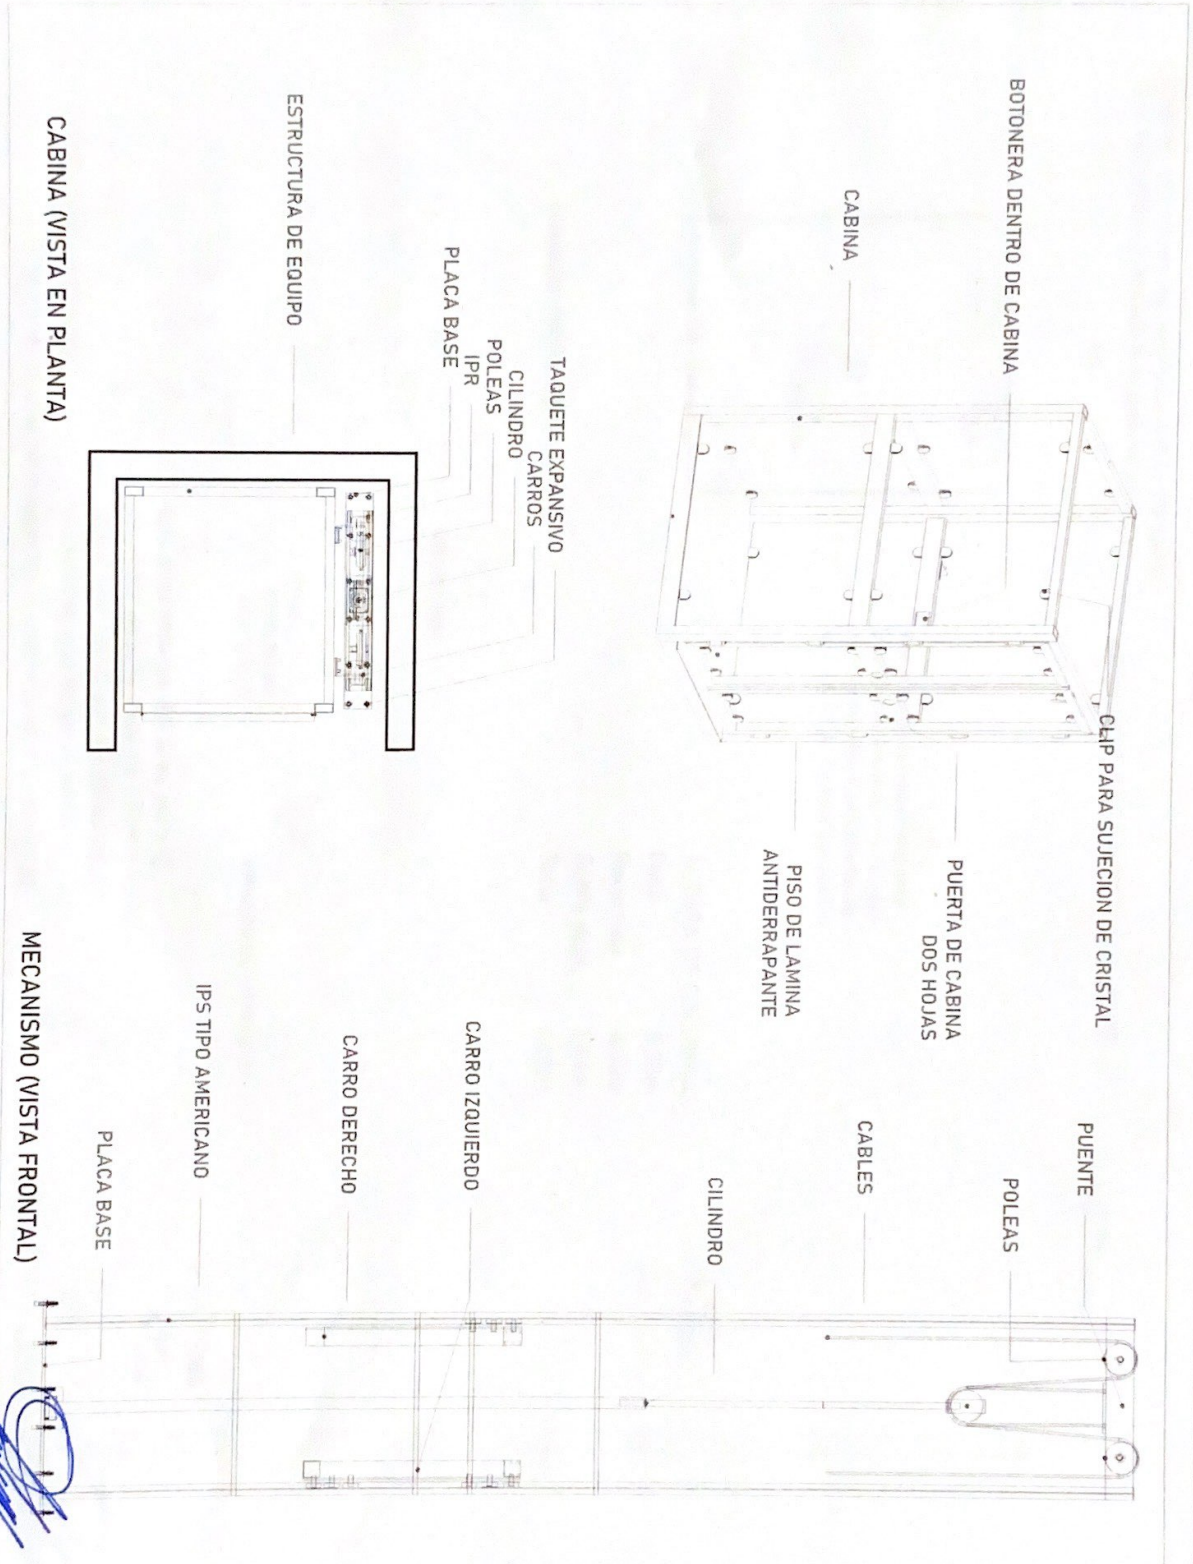 BOTONERA DENTRO DE CABINA
CABINA
CLIP PARA SUJECION DE CRISTAL
PUERTA DE CABINA
DOS HOJAS
PISO DE LAMINA
ANTIDERRAPANTE
TAQUETE EXPANSIVO
CARROS
CILINDRO
POLEAS
IPR
PLACA BASE
ESTRUCTURA DE EQUIPO
CABINA (VISTA EN PLANTA)
PUENTE
POLEAS
CABLES
CILINDRO
CARRO IZQUIERDO
CARRO DERECHO
IPS TIPO AMERICANO
PLACA BASE
MECANISMO (VISTA FRONTAL)